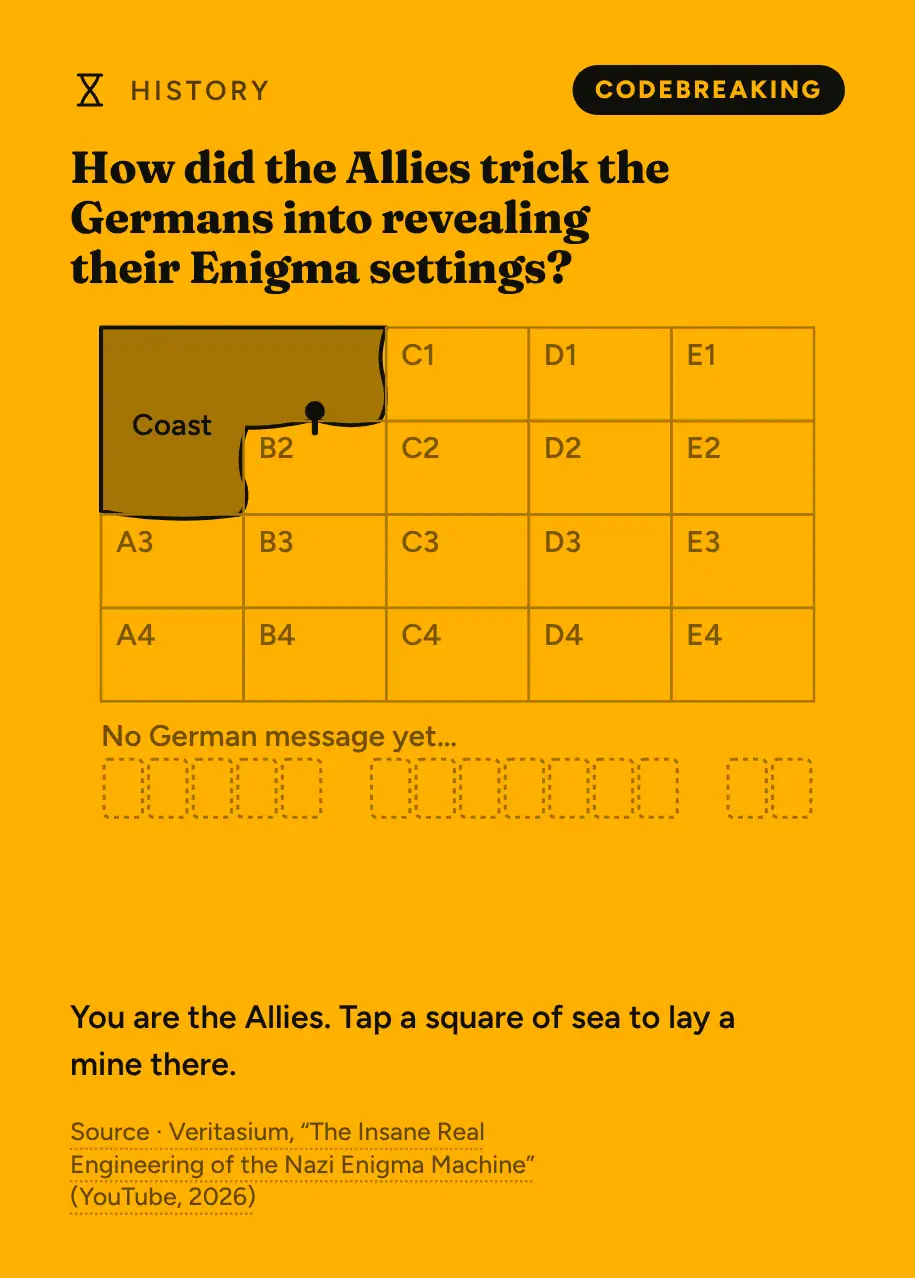 HISTORY
CODEBREAKING
How did the Allies trick the
Germans into revealing
their Enigma settings?
C1 D1 E1
Coast
B2 C2 D2 E2
A3 B3 C3 D3 E3
A4 B4 C4 D4 E4
No German message yet…
You are the Allies. Tap a square of sea to lay a
mine there.
Source · Veritasium, “The Insane Real
Engineering of the Nazi Enigma Machine”
(YouTube, 2026)